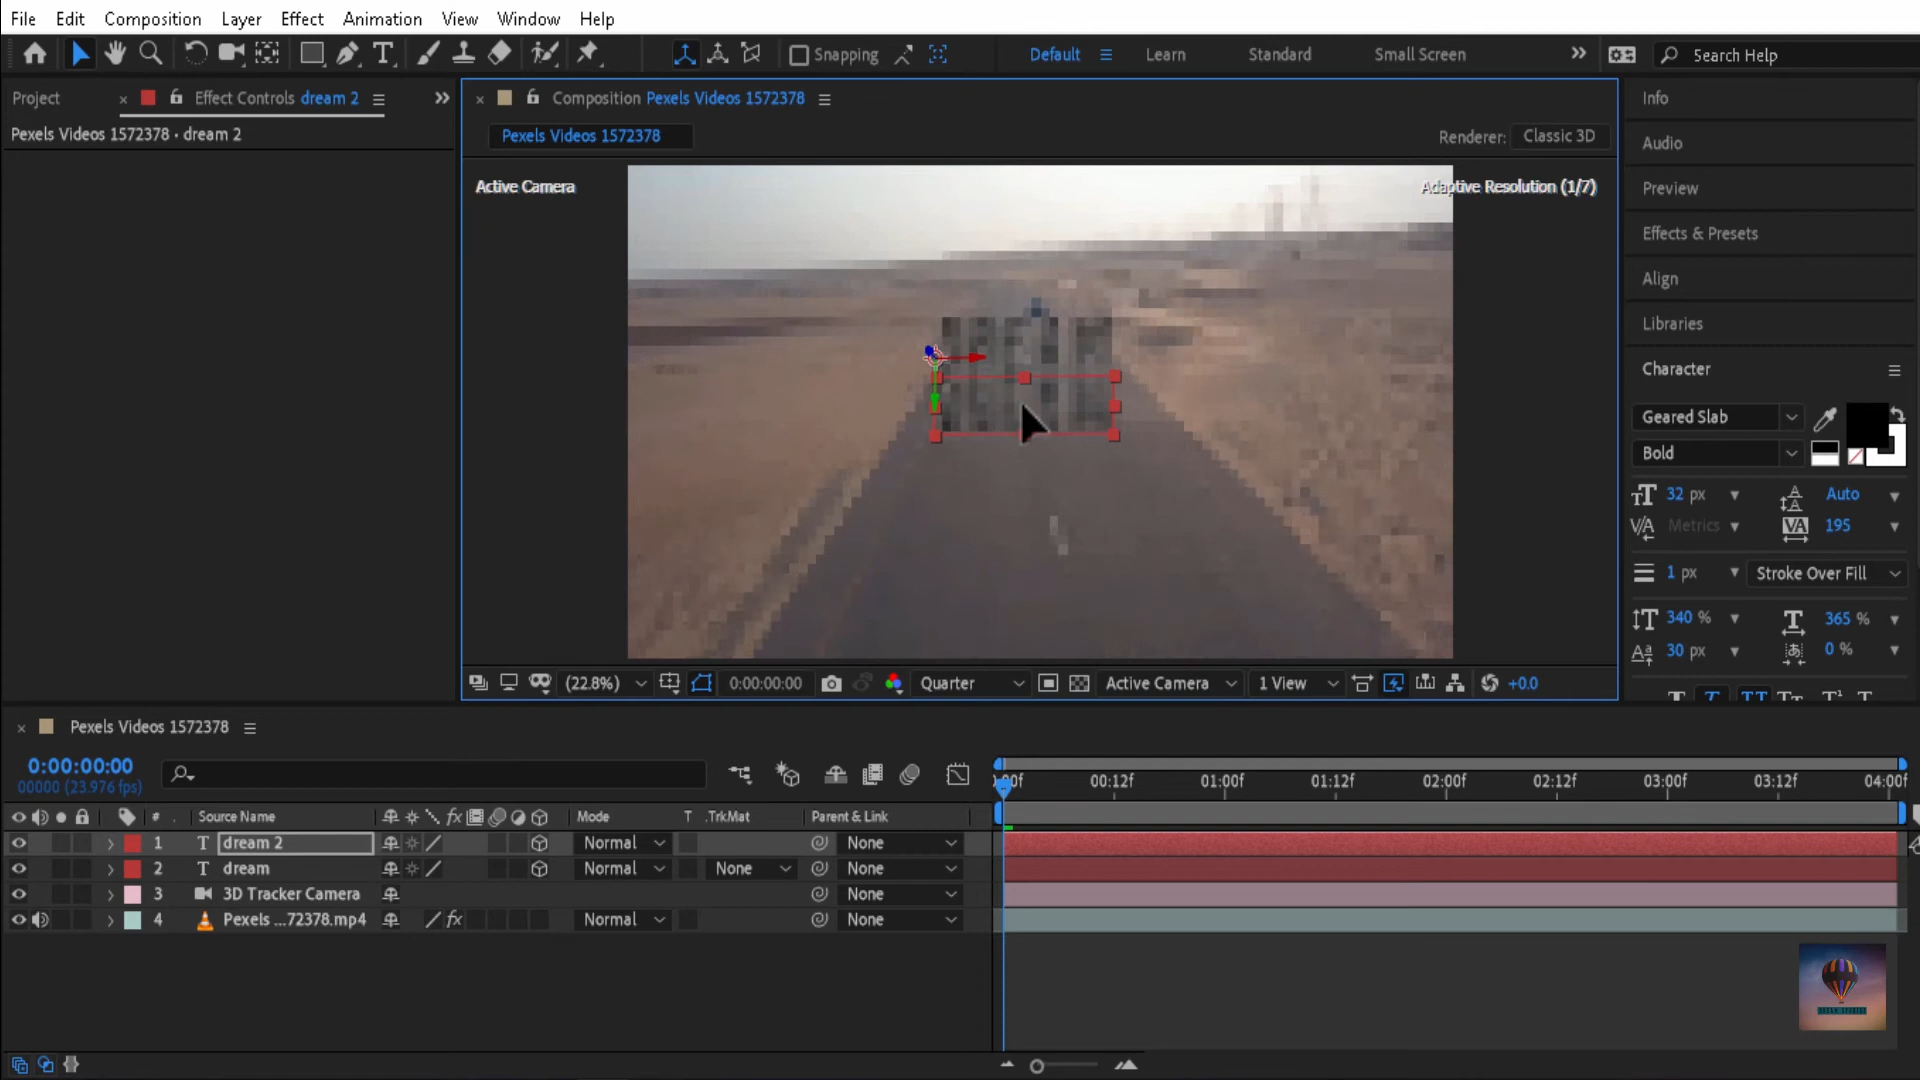 File Edit Composition Layer Effect Animation View Window Help
Snapping Default Learn Standard Small Screen Search Help
Project Effect Controls dream 2
Pexels Videos 1572378 • dream 2
Composition Pexels Videos 1572378
Pexels Videos 1572378
Renderer: Classic 3D
Active Camera
Adaptive Resolution (1/7)
(22.8%) 0:00:00:00 Quarter Active Camera 1 View +0.0
Info
Audio
Preview
Effects & Presets
Align
Libraries
Character
Geared Slab
Bold
32 px Auto
Metrics 195
1 px Stroke Over Fill
340 % 365 %
30 px 0 %
Pexels Videos 1572378
0:00:00:00
00000 (23.976 fps)
00:12f 01:00f 01:12f 02:00f 02:12f 03:00f 03:12f 04:00f
# Source Name Mode T .TrkMat Parent & Link
1 dream 2 Normal None
2 dream Normal None None
3 3D Tracker Camera None
4 Pexels ...72378.mp4 Normal None